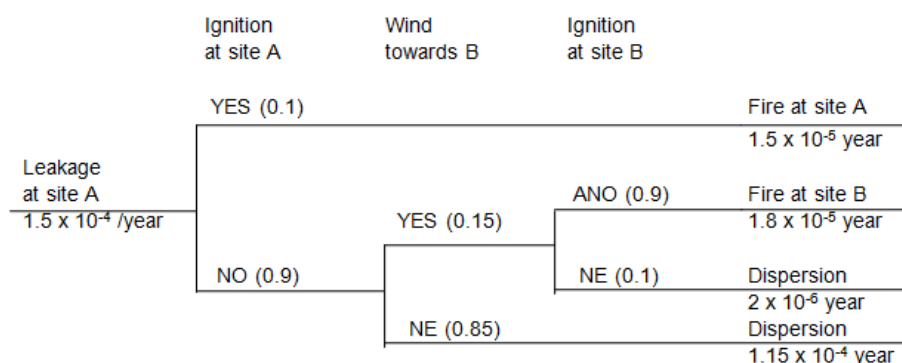 Ignition
at site A
Wind
towards B
Ignition
at site B
YES (0.1)
Fire at site A
1.5 x 10⁻⁵ year
Leakage
at site A
1.5 x 10⁻⁴ /year
ANO (0.9)
Fire at site B
1.8 x 10⁻⁵ year
YES (0.15)
NO (0.9)
NE (0.1)
Dispersion
2 x 10⁻⁶ year
NE (0.85)
Dispersion
1.15 x 10⁻⁴ year